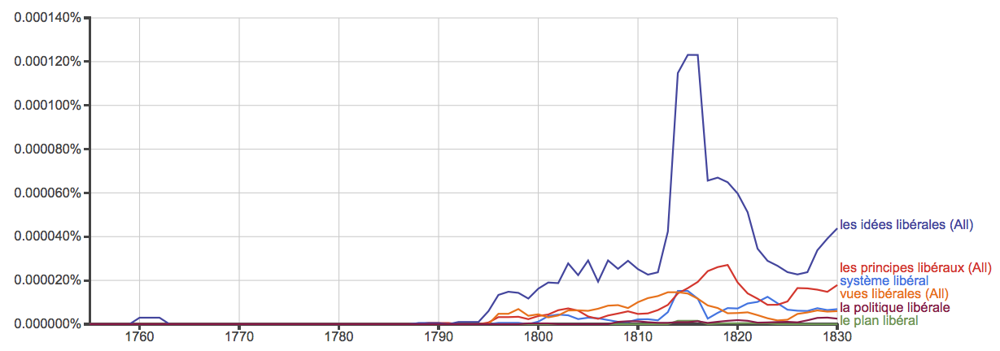 0.000140%
0.000120%
0.000100%
0.000080%
0.000060%
0.000040%
0.000020%
0.000000%
1760 1770 1780 1790 1800 1810 1820 1830
les idées libérales (All)
les principes libéraux (All)
système libéral
vues libérales (All)
la politique libérale
le plan libéral